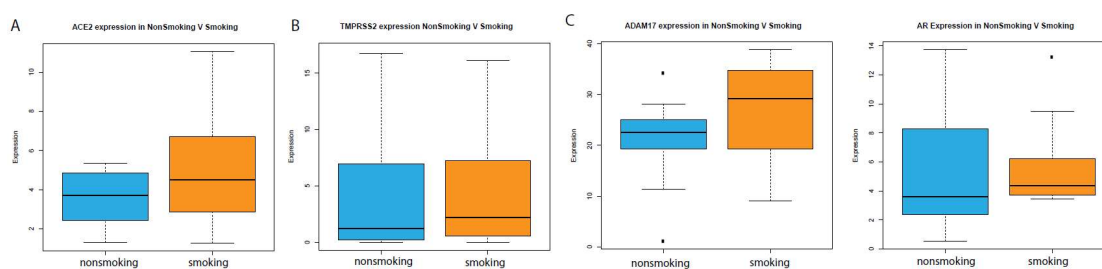 A
ACE2 expression in NonSmoking V Smoking
Expression
2
4
6
8
10
nonsmoking
smoking
B
TMPRSS2 expression NonSmoking V Smoking
0
5
10
15
nonsmoking
smoking
C
ADAM17 expression in NonSmoking V Smoking
Expression
0
10
20
30
40
nonsmoking
smoking
AR Expression in NonSmoking V Smoking
Expression
0
2
4
6
8
10
12
14
nonsmoking
smoking